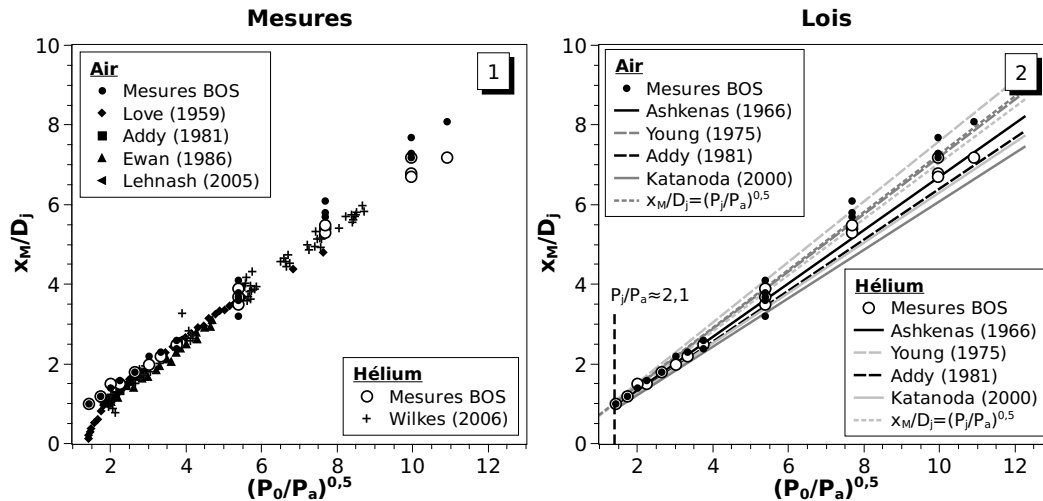 Mesures
10
8
6
4
2
0
x_M/D_j
1
Air
Mesures BOS
Love (1959)
Addy (1981)
Ewan (1986)
Lehnash (2005)
Hélium
Mesures BOS
Wilkes (2006)
2 4 6 8 10 12
(P_0/P_a)^0,5
Lois
10
8
6
4
2
0
x_M/D_j
2
Air
Mesures BOS
Ashkenas (1966)
Young (1975)
Addy (1981)
Katanoda (2000)
x_M/D_j=(P_j/P_a)^0,5
P_j/P_a≈2,1
Hélium
Mesures BOS
Ashkenas (1966)
Young (1975)
Addy (1981)
Katanoda (2000)
x_M/D_j=(P_j/P_a)^0,5
2 4 6 8 10 12
(P_0/P_a)^0,5